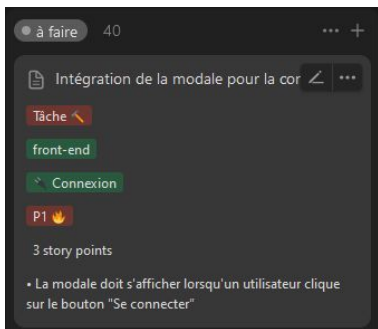 à faire 40
Intégration de la modale pour la cor
Tâche
front-end
Connexion
P1
3 story points
• La modale doit s'afficher lorsqu'un utilisateur clique
sur le bouton "Se connecter"